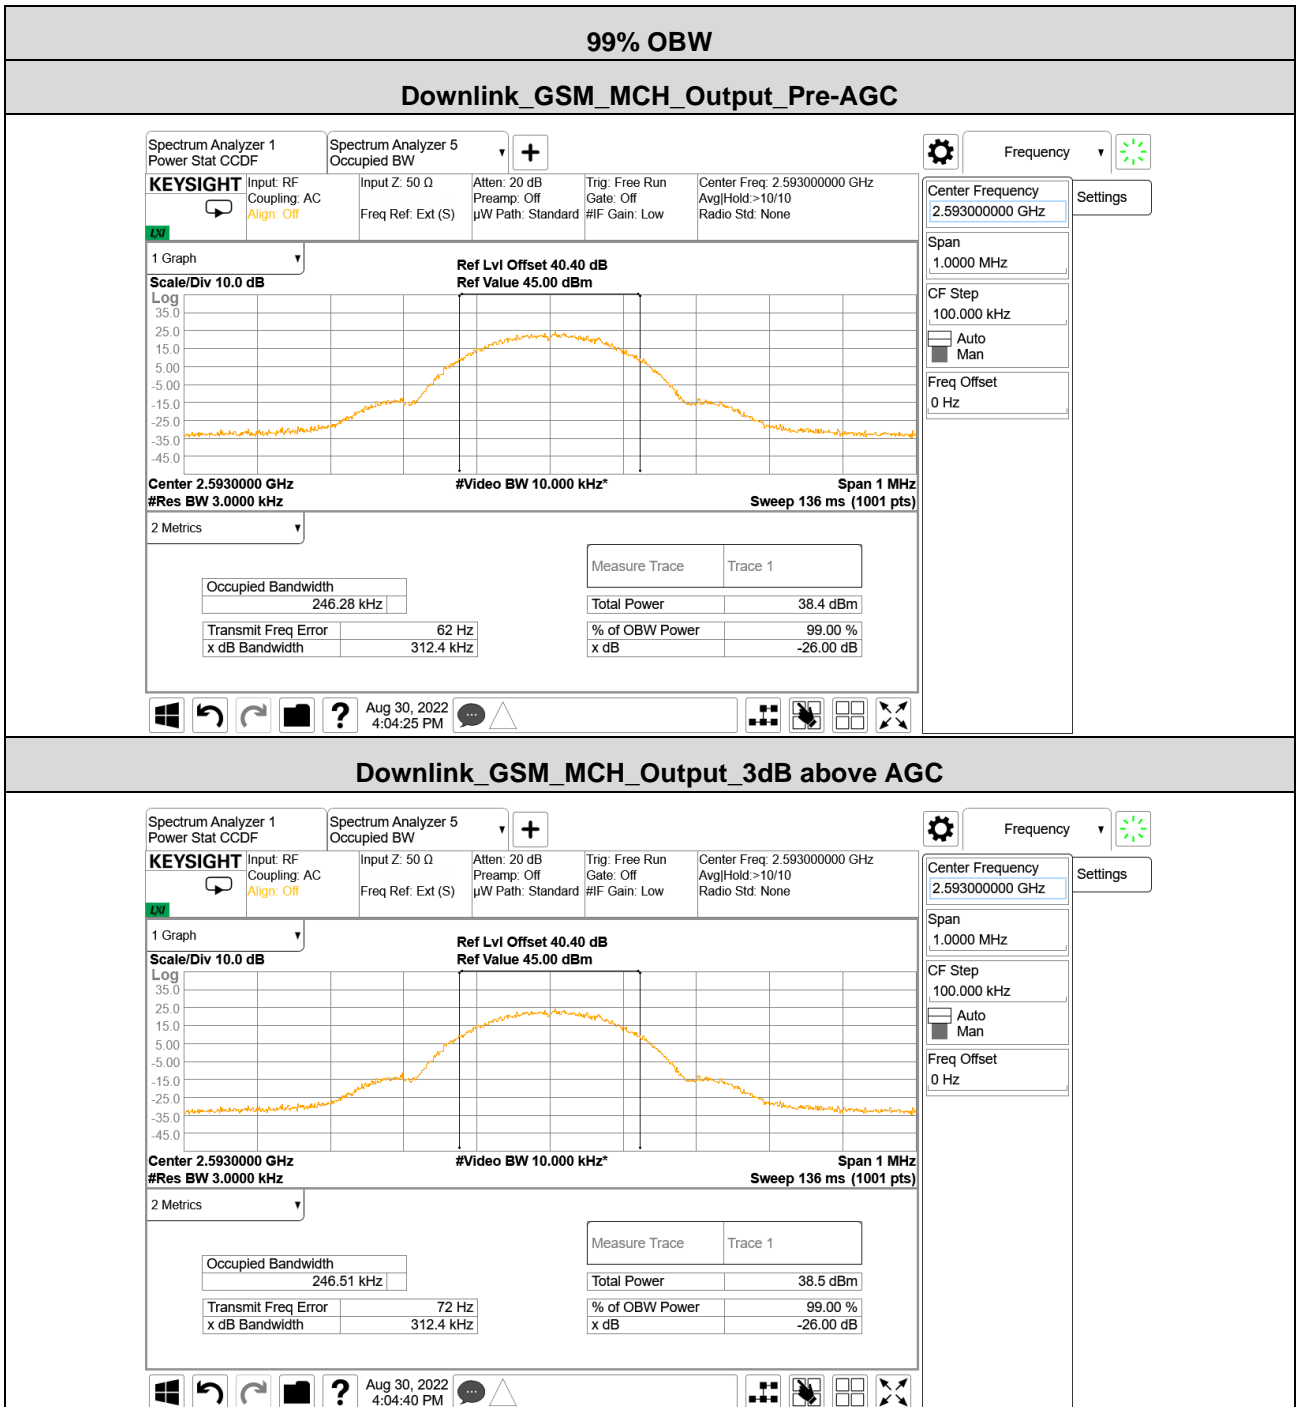 99% OBW
Downlink_GSM_MCH_Output_Pre-AGC
Spectrum Analyzer 1
Power Stat CCDF
Spectrum Analyzer 5
Occupied BW
Frequency
KEYSIGHT
LXI
Input: RF
Coupling: AC
Align: Off
Input Z: 50 Ω
Freq Ref: Ext (S)
Atten: 20 dB
Preamp: Off
µW Path: Standard
Trig: Free Run
Gate: Off
#IF Gain: Low
Center Freq: 2.593000000 GHz
Avg|Hold:>10/10
Radio Std: None
Center Frequency
2.593000000 GHz
Settings
Span
1.0000 MHz
CF Step
100.000 kHz
Auto
Man
Freq Offset
0 Hz
1 Graph
Scale/Div 10.0 dB
Ref Lvl Offset 40.40 dB
Ref Value 45.00 dBm
Log
35.0
25.0
15.0
5.00
-5.00
-15.0
-25.0
-35.0
-45.0
Center 2.5930000 GHz
#Res BW 3.0000 kHz
#Video BW 10.000 kHz*
Span 1 MHz
Sweep 136 ms (1001 pts)
2 Metrics
Measure Trace Trace 1
Occupied Bandwidth
246.28 kHz
Total Power 38.4 dBm
Transmit Freq Error 62 Hz
x dB Bandwidth 312.4 kHz
% of OBW Power 99.00 %
x dB -26.00 dB
Aug 30, 2022
4:04:25 PM
Downlink_GSM_MCH_Output_3dB above AGC
Spectrum Analyzer 1
Power Stat CCDF
Spectrum Analyzer 5
Occupied BW
Frequency
KEYSIGHT
LXI
Input: RF
Coupling: AC
Align: Off
Input Z: 50 Ω
Freq Ref: Ext (S)
Atten: 20 dB
Preamp: Off
µW Path: Standard
Trig: Free Run
Gate: Off
#IF Gain: Low
Center Freq: 2.593000000 GHz
Avg|Hold:>10/10
Radio Std: None
Center Frequency
2.593000000 GHz
Settings
Span
1.0000 MHz
CF Step
100.000 kHz
Auto
Man
Freq Offset
0 Hz
1 Graph
Scale/Div 10.0 dB
Ref Lvl Offset 40.40 dB
Ref Value 45.00 dBm
Log
35.0
25.0
15.0
5.00
-5.00
-15.0
-25.0
-35.0
-45.0
Center 2.5930000 GHz
#Res BW 3.0000 kHz
#Video BW 10.000 kHz*
Span 1 MHz
Sweep 136 ms (1001 pts)
2 Metrics
Measure Trace Trace 1
Occupied Bandwidth
246.51 kHz
Total Power 38.5 dBm
Transmit Freq Error 72 Hz
x dB Bandwidth 312.4 kHz
% of OBW Power 99.00 %
x dB -26.00 dB
Aug 30, 2022
4:04:40 PM